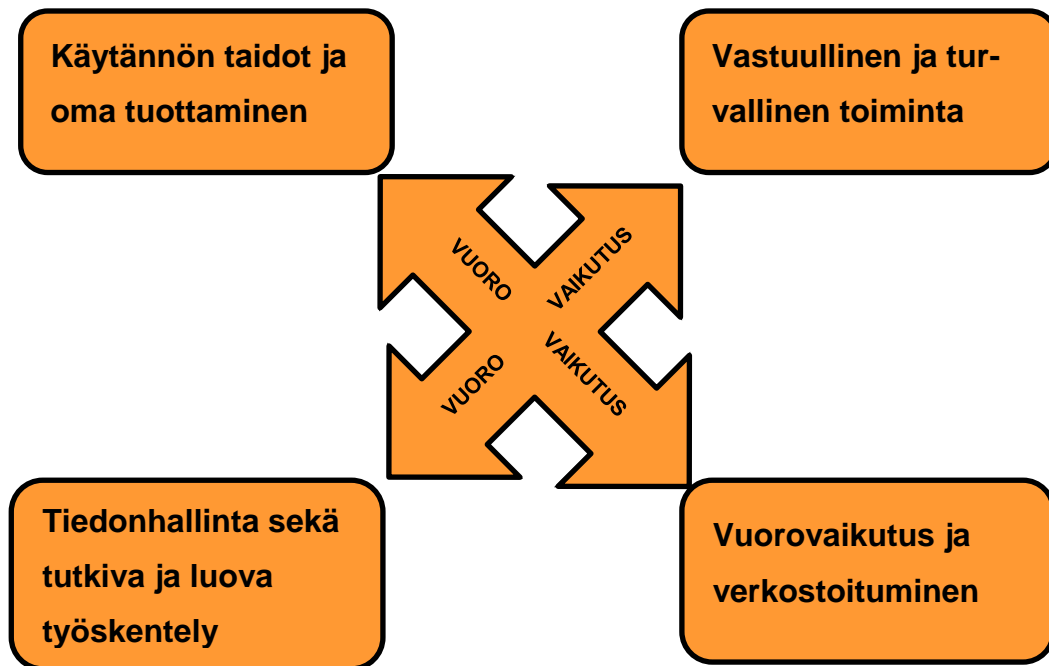 Käytännön taidot ja
oma tuottaminen
Vastuullinen ja tur-
vallinen toiminta
VUORO
VAIKUTUS
VUORO
VAIKUTUS
Tiedonhallinta sekä
tutkiva ja luova
työskentely
Vuorovaikutus ja
verkostoituminen